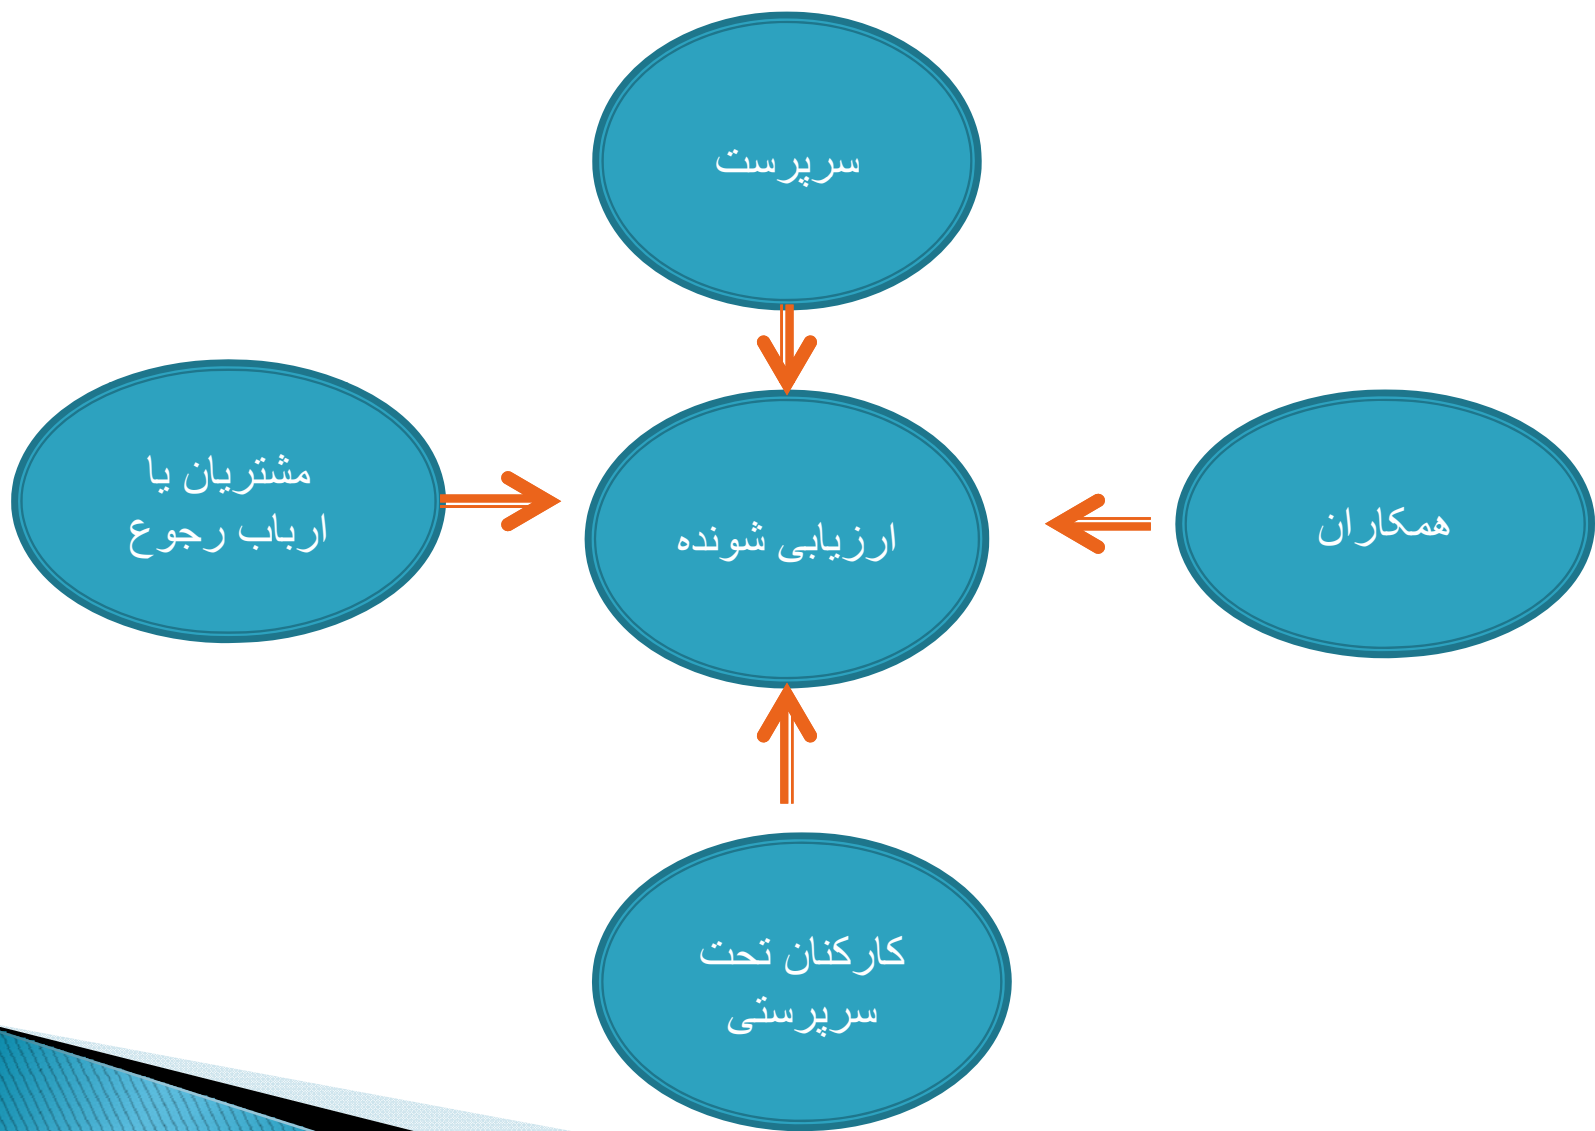 سرپرست
مشتریان یا
ارباب رجوع
ارزیابی شونده
همکاران
کارکنان تحت
سرپرستی